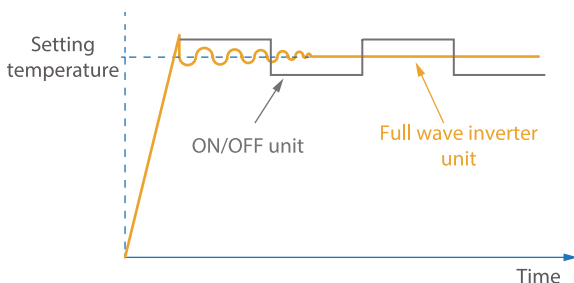 Setting
temperature
ON/OFF unit
Full wave inverter
unit
Time